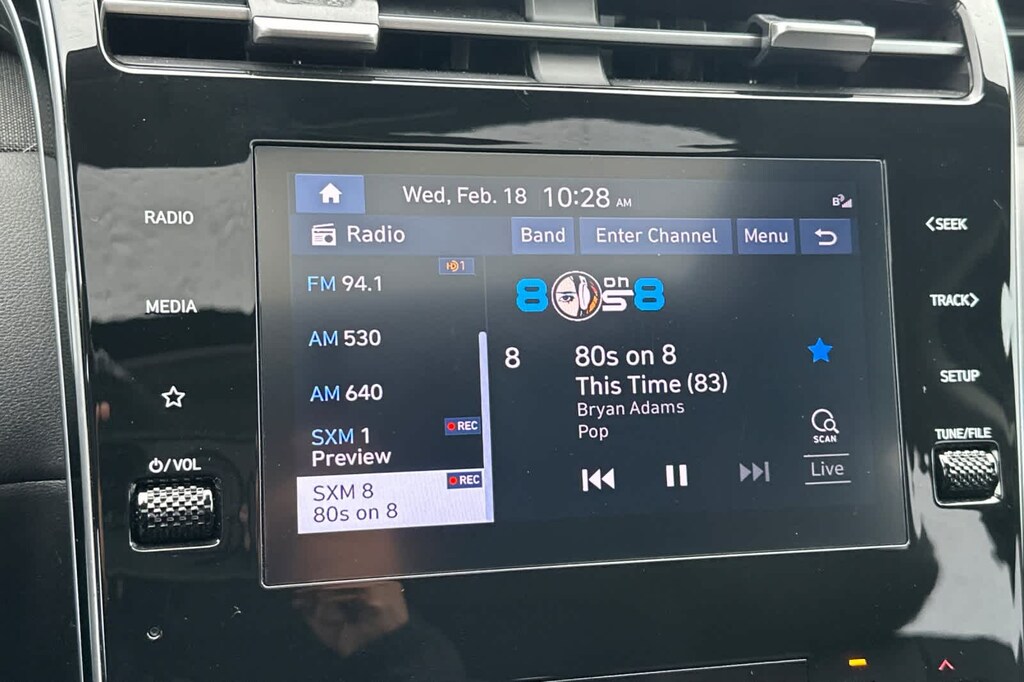 Wed, Feb. 18 10:28 AM
Radio Band Enter Channel Menu
RADIO
MEDIA
/VOL
FM 94.1
HD 1
AM 530
AM 640
SXM 1
REC
Preview
SXM 8
REC
80s on 8
8 on s 8
8
80s on 8
This Time (83)
Bryan Adams
Pop
SCAN
Live
<SEEK
TRACK>
SETUP
TUNE/FILE